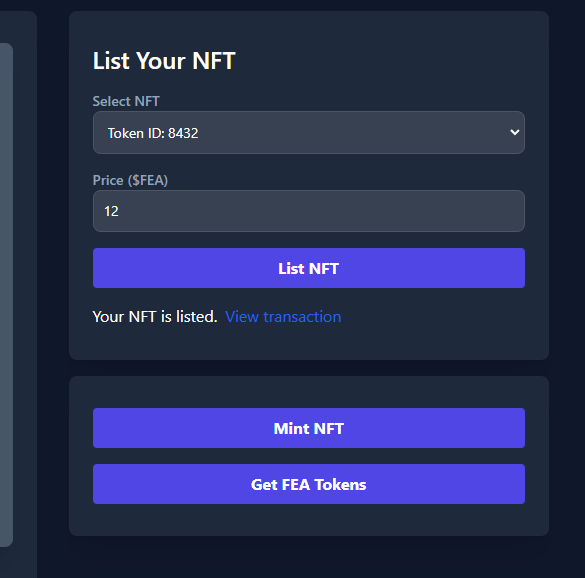 List Your NFT
Select NFT
Token ID: 8432
Price ($FEA)
12
List NFT
Your NFT is listed. View transaction
Mint NFT
Get FEA Tokens